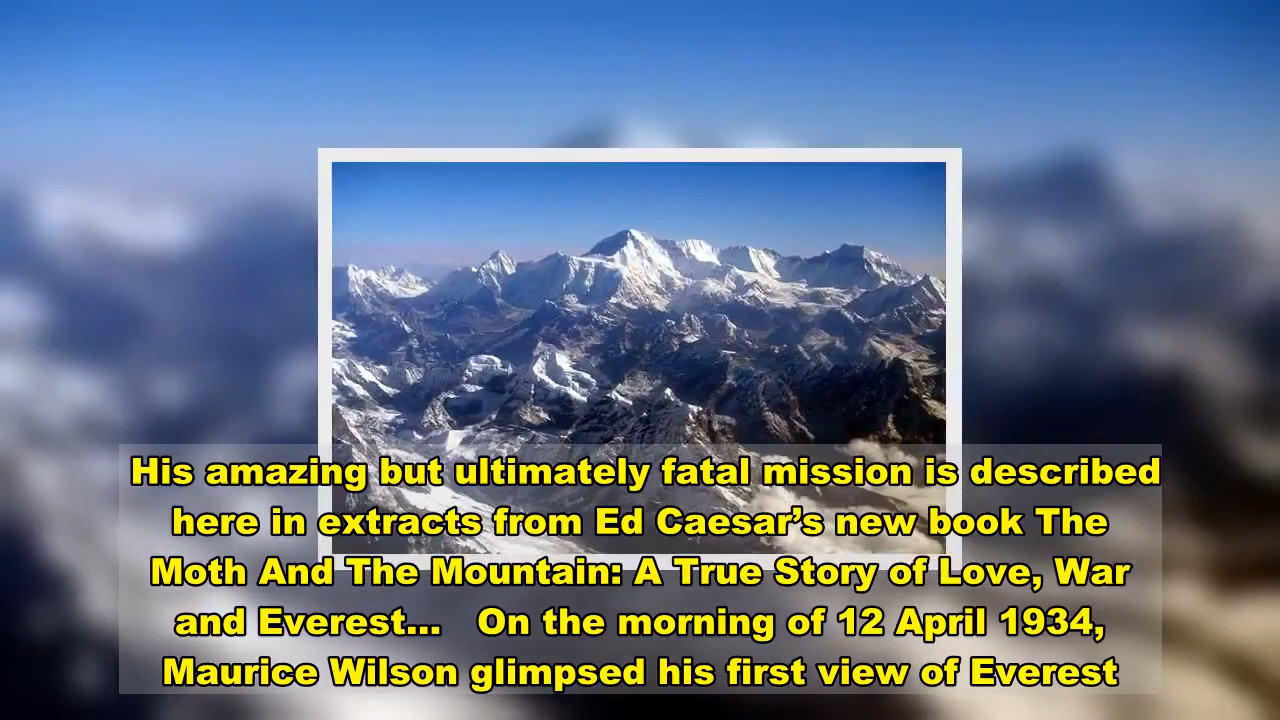 His amazing but ultimately fatal mission is described
here in extracts from Ed Caesar’s new book The
Moth And The Mountain: A True Story of Love, War
and Everest... On the morning of 12 April 1934,
Maurice Wilson glimpsed his first view of Everest